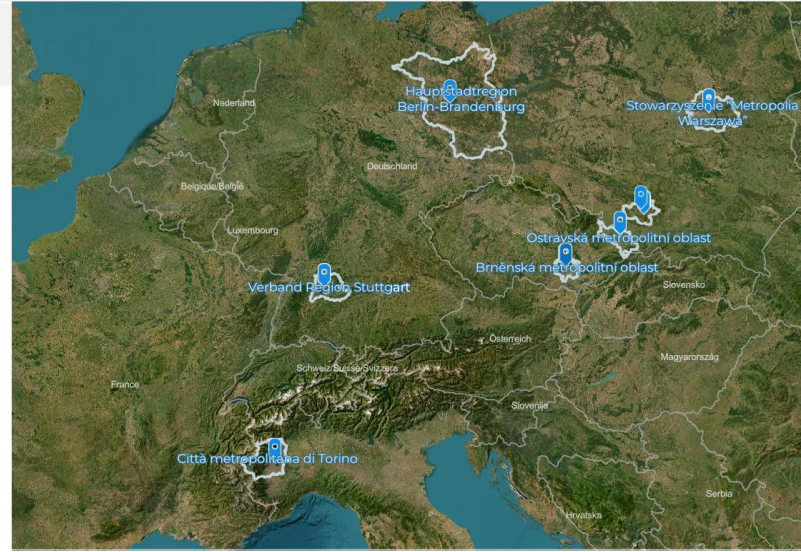 Hauptstadtregion
Berlin-Brandenburg
Nederland
Stowarzyszenie "Metropolia
Warszawa"
Deutschland
België/Belgique
Luxembourg
Ostravská metropolitní oblast
Brněnská metropolitní oblast
Verband Region Stuttgart
Slovensko
Österreich
Magyarország
Schweiz/Suisse/Svizzera
France
Slovenija
Città metropolitana di Torino
Serbia
Hrvatska